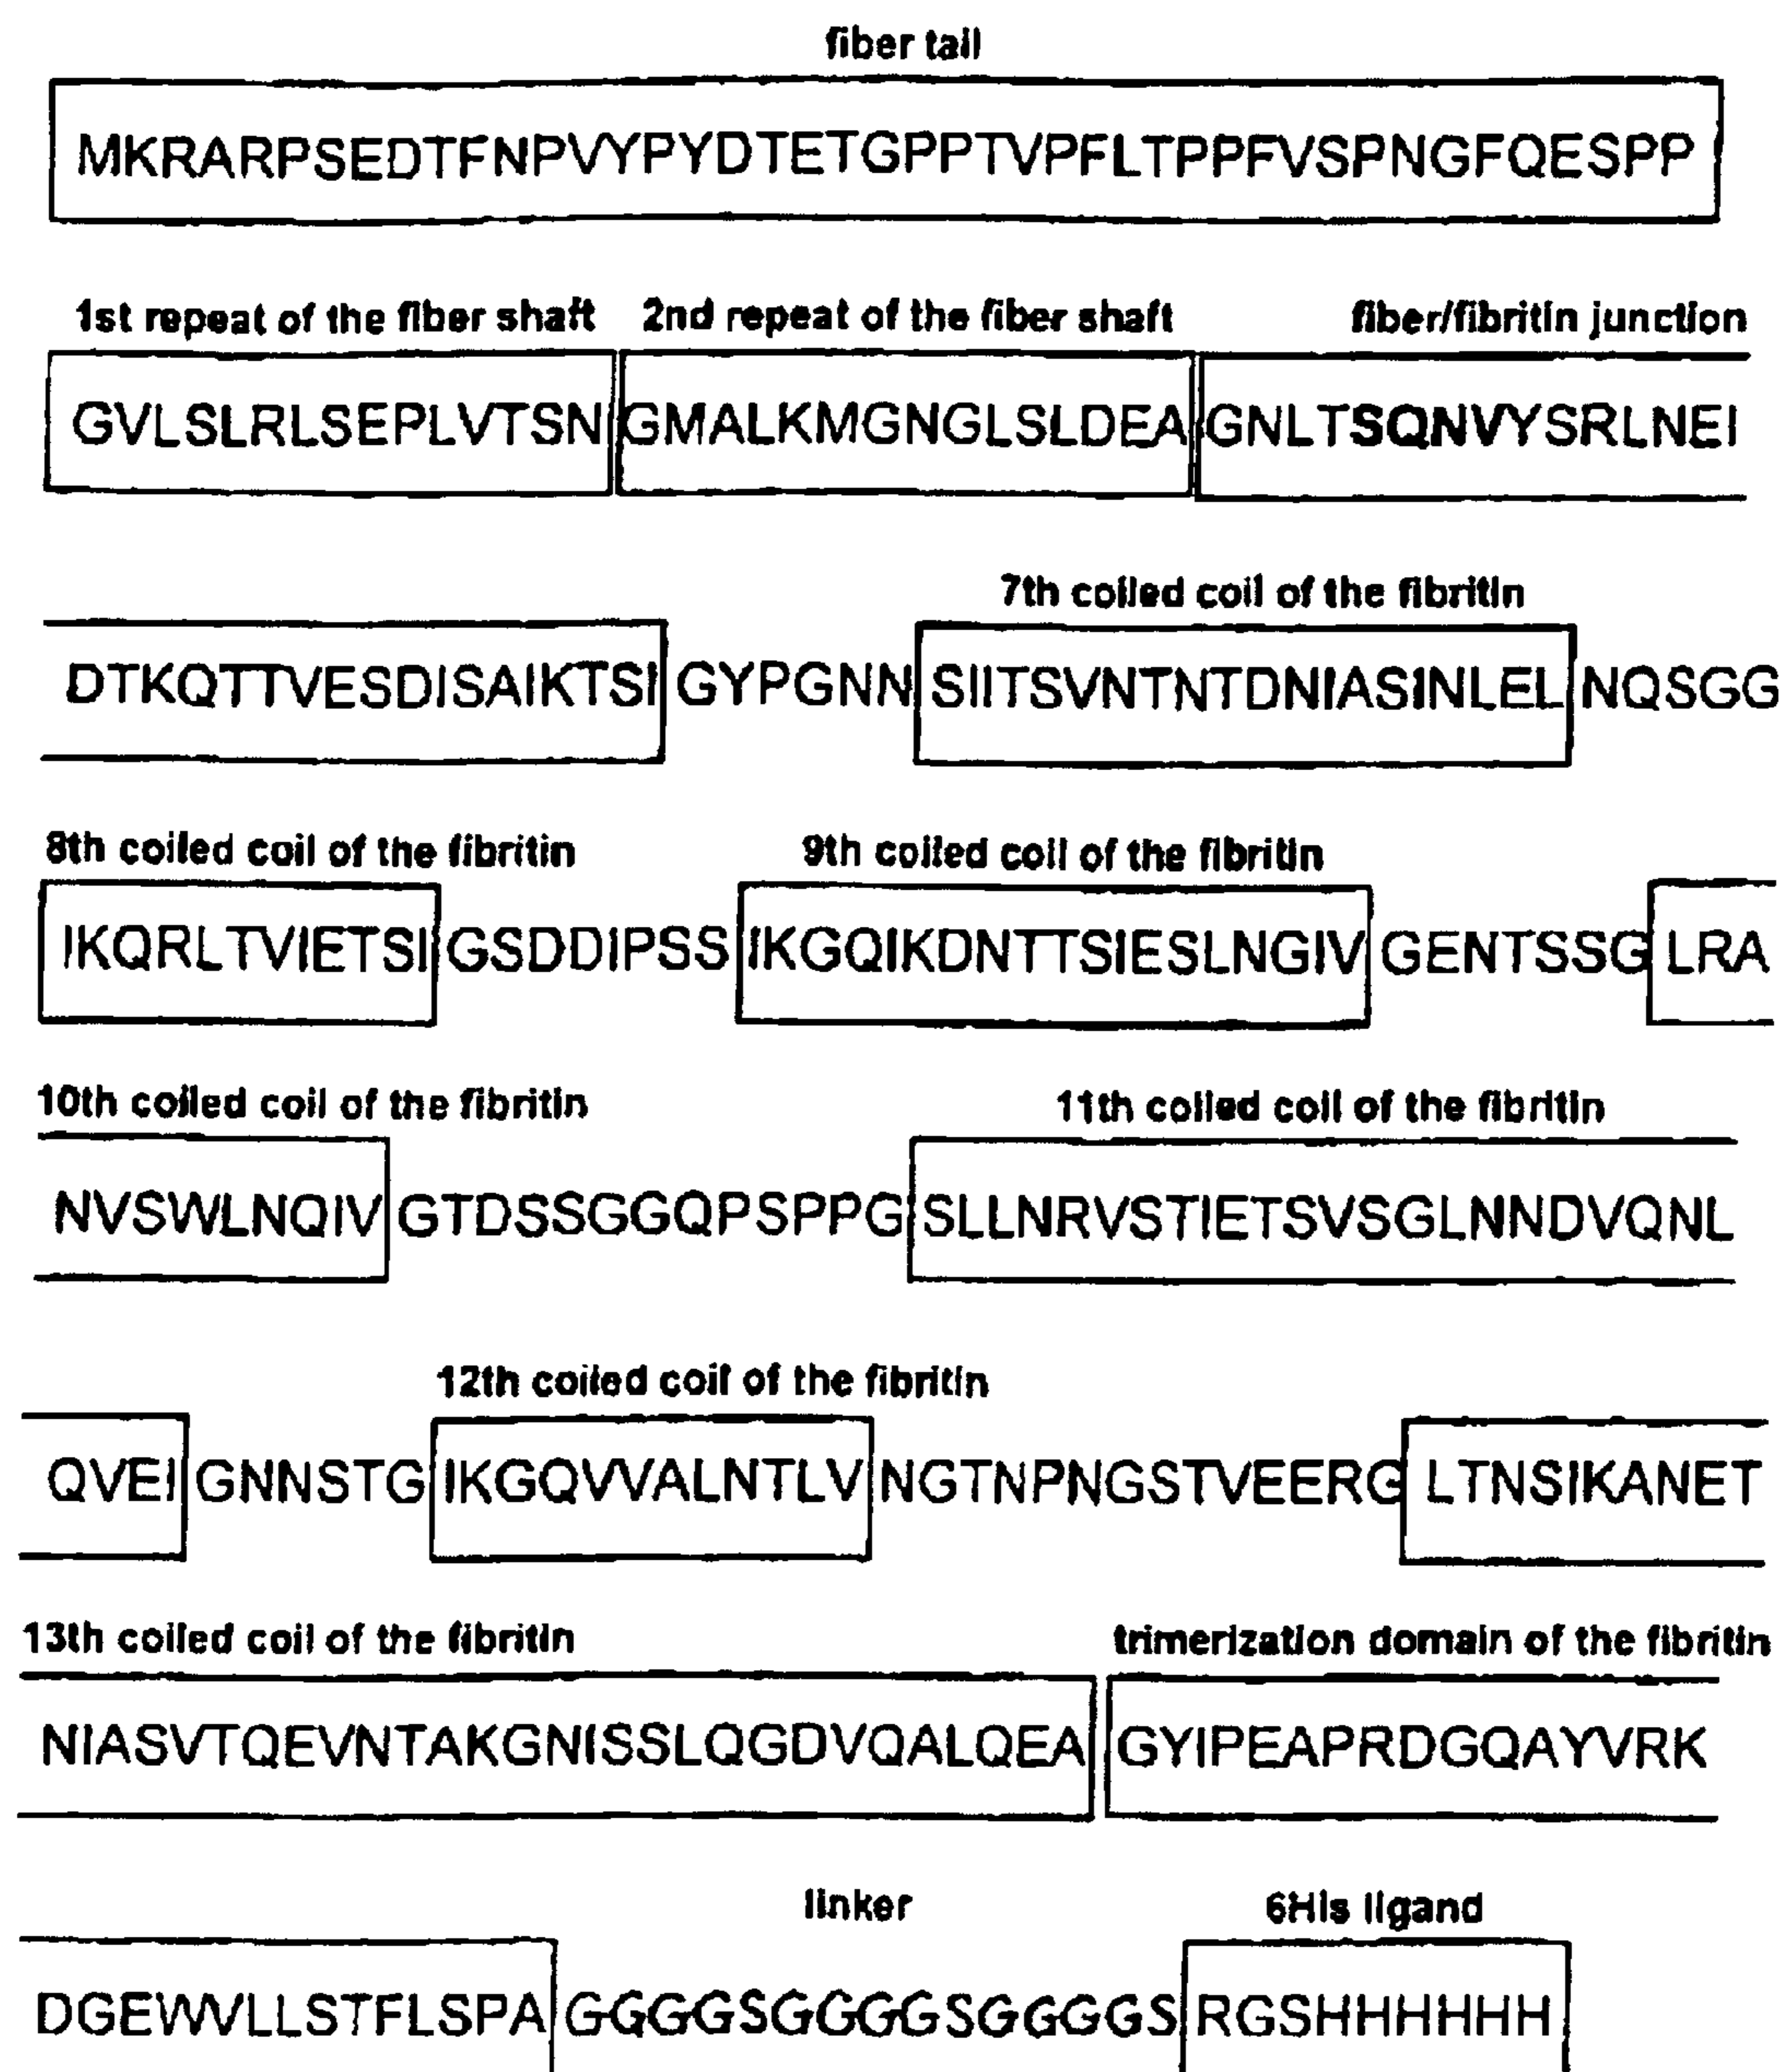 fiber tail
MKRARPSEDTFNPVYPYDTETGPPTVPFLTPPFVSPNGFQESPP
1st repeat of the fiber shaft 2nd repeat of the fiber shaft fiber/fibritin junction
GVLSLRLSEPLVTSN GMALKMGNGLSLDEA GNLTSQNVYSRLNEI
7th coiled coil of the fibritin
DTKQTTVESDISAIKTSI GYPGNN SIITSVNTNTDNIASINLEL NQSGG
8th coiled coil of the fibritin 9th coiled coil of the fibritin
IKQRLTVIETSI GSDDIPSS IKGQIKDNTTSIESLNGIV GENTSSG LRA
10th coiled coil of the fibritin 11th coiled coil of the fibritin
NVSWLNQIV GTDSSGGQPSPPG SLLNRVSTIETSVSGLNNDVQNL
12th coiled coil of the fibritin
QVEI GNNSTG IKGQVVALNTLV NGTNPNGSTVEERG LTNSIKANET
13th coiled coil of the fibritin trimerization domain of the fibritin
NIASVTQEVNTAKGNISSLQGDVQALQEA GYIPEAPRDGQAYVRK
linker 6His ligand
DGEWVLLSTFLSPA GGGGSGGGGSGGGGS RGSHHHHHH